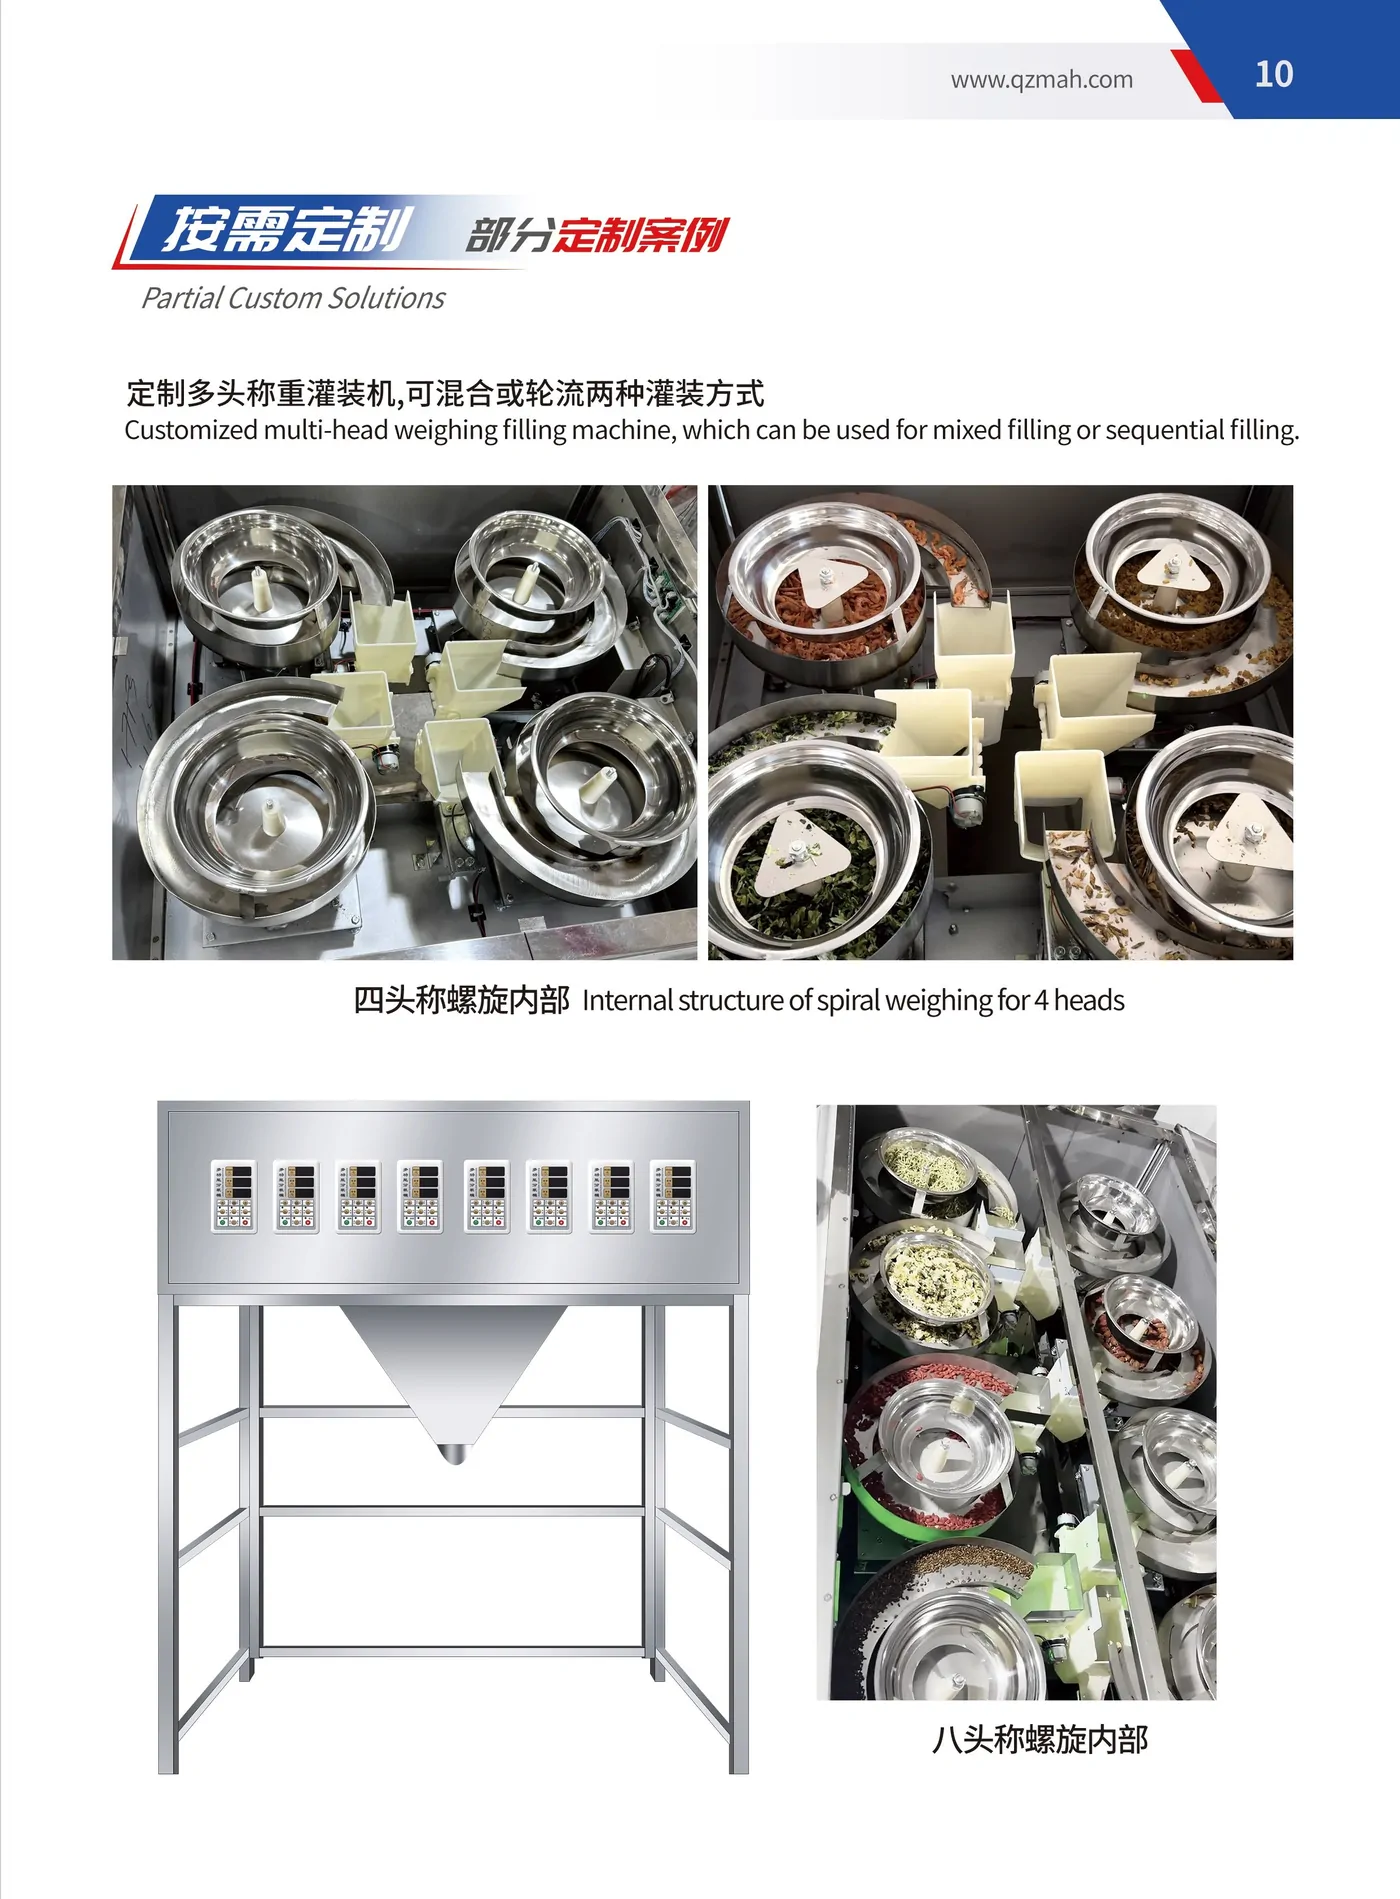 www.qzmah.com
10
按需定制 部分定制案例
Partial Custom Solutions
定制多头称重灌装机,可混合或轮流两种灌装方式
Customized multi-head weighing filling machine, which can be used for mixed filling or sequential filling.
四头称螺旋内部 Internal structure of spiral weighing for 4 heads
八头称螺旋内部